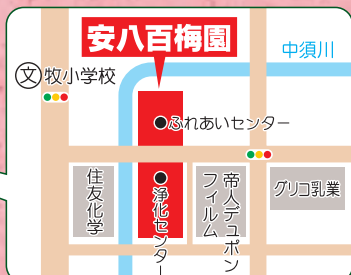 安八百梅園
中須川
文牧小学校
ふれあいセンター
住友化学
浄化センター
帝人デュポン
フィルム
グリコ乳業